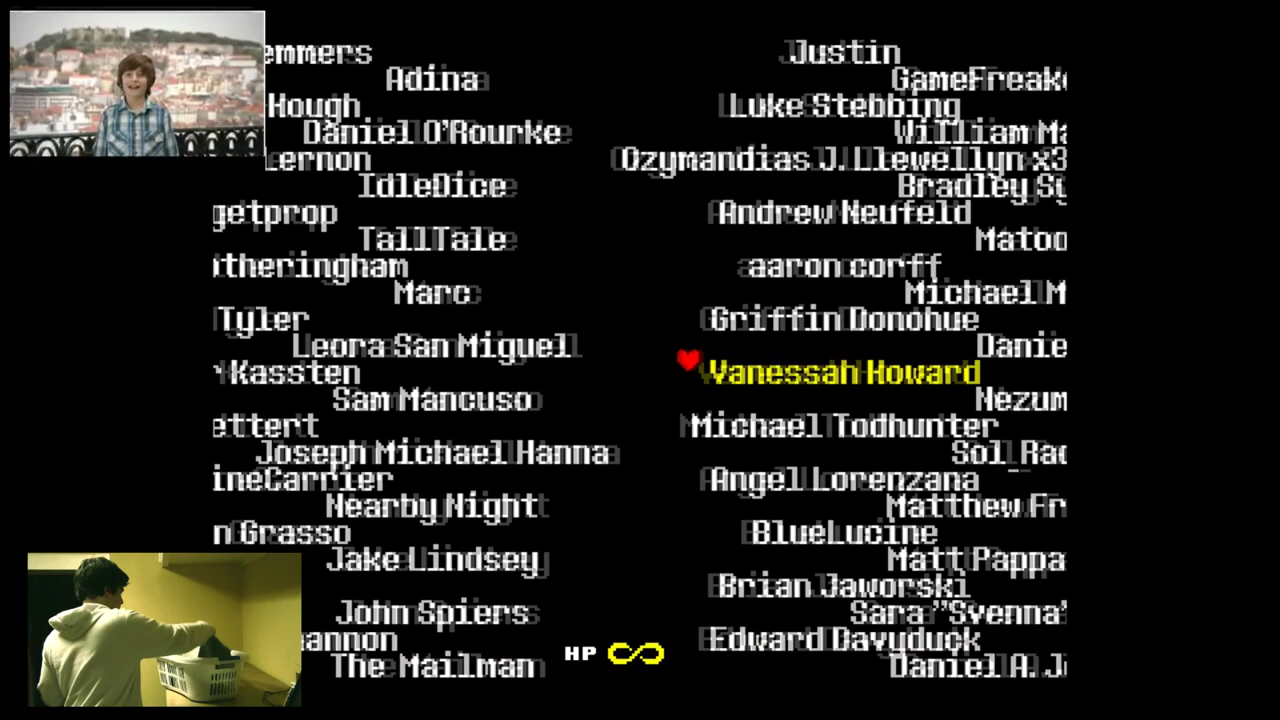 emmers
Justin
Adina
GameFreak
Hough
Luke Stebbing
Daniel O'Rourke
William Ma
ernon
Ozymandias J. Llewellyn x3
IdleDice
Bradley Su
getprop
Andrew Neufeld
TallTale
Matoo
theringham
aaron corff
Marc
Michael M
Tyler
Griffin Donohue
Leora San Miguel
Danie
Kassten
Vanessah Howard
Sam Mancuso
Nezum
ettert
Michael Todhunter
Joseph Michael Hanna
Sol Rac
ineCarrier
Angel Lorenzana
Nearby Night
Matthew Fr
n Grasso
BlueLucine
Jake Lindsey
Matt Pappa
Brian Jaworski
John Spiers
Sara "Svenna"
annon
Edward Davyduck
HP ∞
The Mailman
Daniel A. J